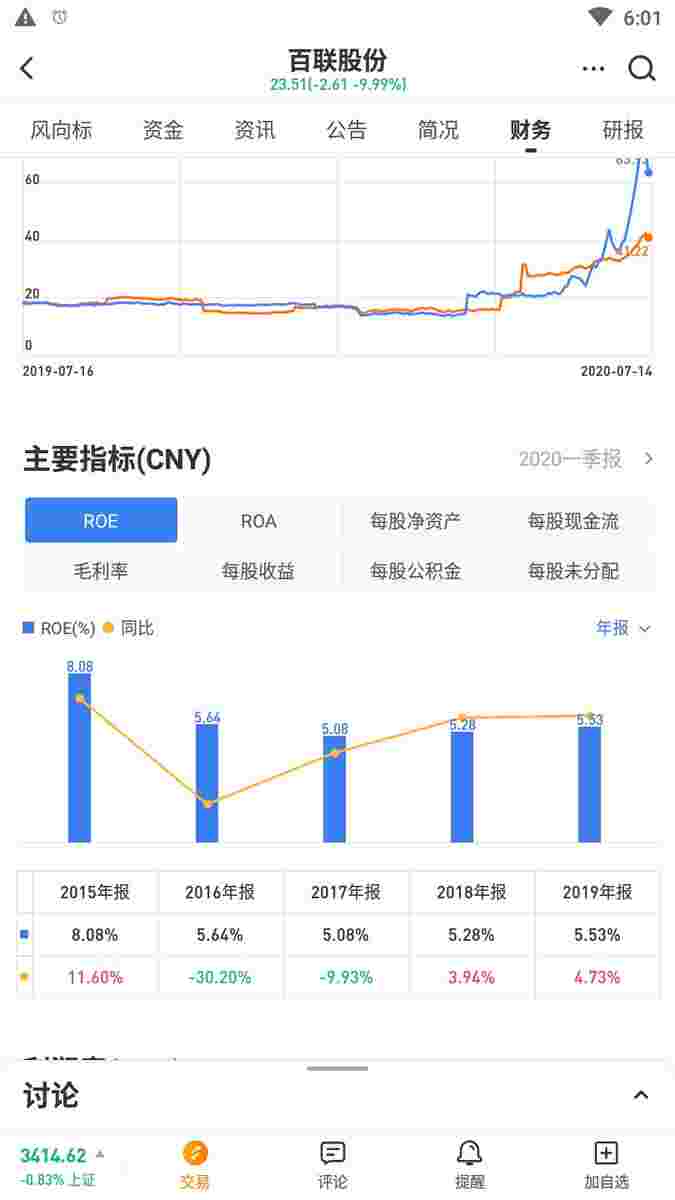 6:01
百联股份
23.51(-2.61 -9.99%)
风向标 资金 资讯 公告 简况 财务 研报
60
40
41.22
20
0
2019-07-16 2020-07-14
主要指标(CNY) 2020一季报
ROE ROA 每股净资产 每股现金流
毛利率 每股收益 每股公积金 每股未分配
ROE(%) 同比 年报
8.08 5.64 5.08 5.28 5.53
2015年报 2016年报 2017年报 2018年报 2019年报
8.08% 5.64% 5.08% 5.28% 5.53%
11.60% -30.20% -9.93% 3.94% 4.73%
讨论
3414.62
-0.83% 上证
交易 评论 提醒 加自选